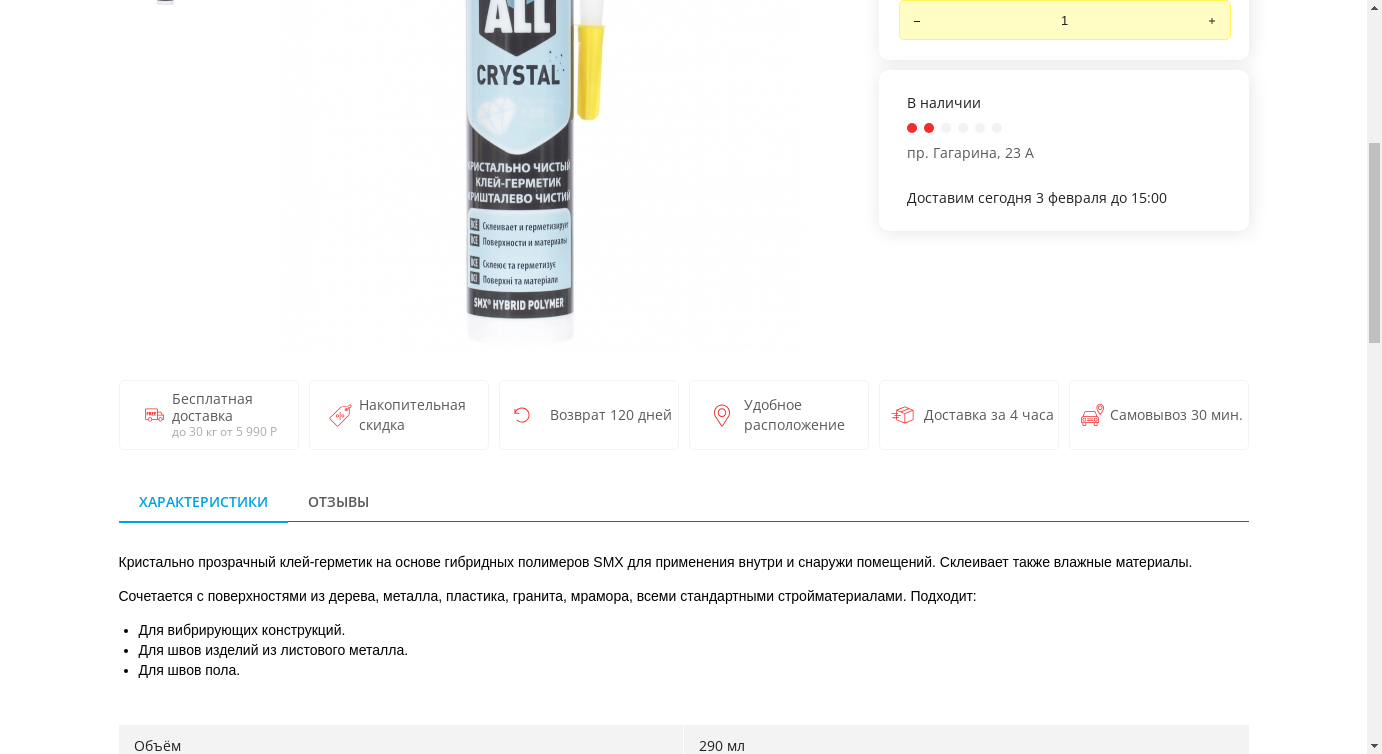 ALL
CRYSTAL
КРИСТАЛЬНО ЧИСТЫЙ
КЛЕЙ-ГЕРМЕТИК
КРИШТАЛЕВО ЧИСТИЙ
ВСЕ Склеивает и герметизирует
ВСЕ Поверхности и материалы
ВСЕ Склеює та герметизує
ВСІ Поверхні та матеріали
SMX® HYBRID POLYMER
– 1 +
В наличии
пр. Гагарина, 23 А
Доставим сегодня 3 февраля до 15:00
Бесплатная
доставка
до 30 кг от 5 990 Р
Накопительная
скидка
Возврат 120 дней
Удобное
расположение
Доставка за 4 часа
Самовывоз 30 мин.
ХАРАКТЕРИСТИКИ ОТЗЫВЫ
Кристально прозрачный клей-герметик на основе гибридных полимеров SMX для применения внутри и снаружи помещений. Склеивает также влажные материалы.
Сочетается с поверхностями из дерева, металла, пластика, гранита, мрамора, всеми стандартными стройматериалами. Подходит:
• Для вибрирующих конструкций.
• Для швов изделий из листового металла.
• Для швов пола.
Объём 290 мл